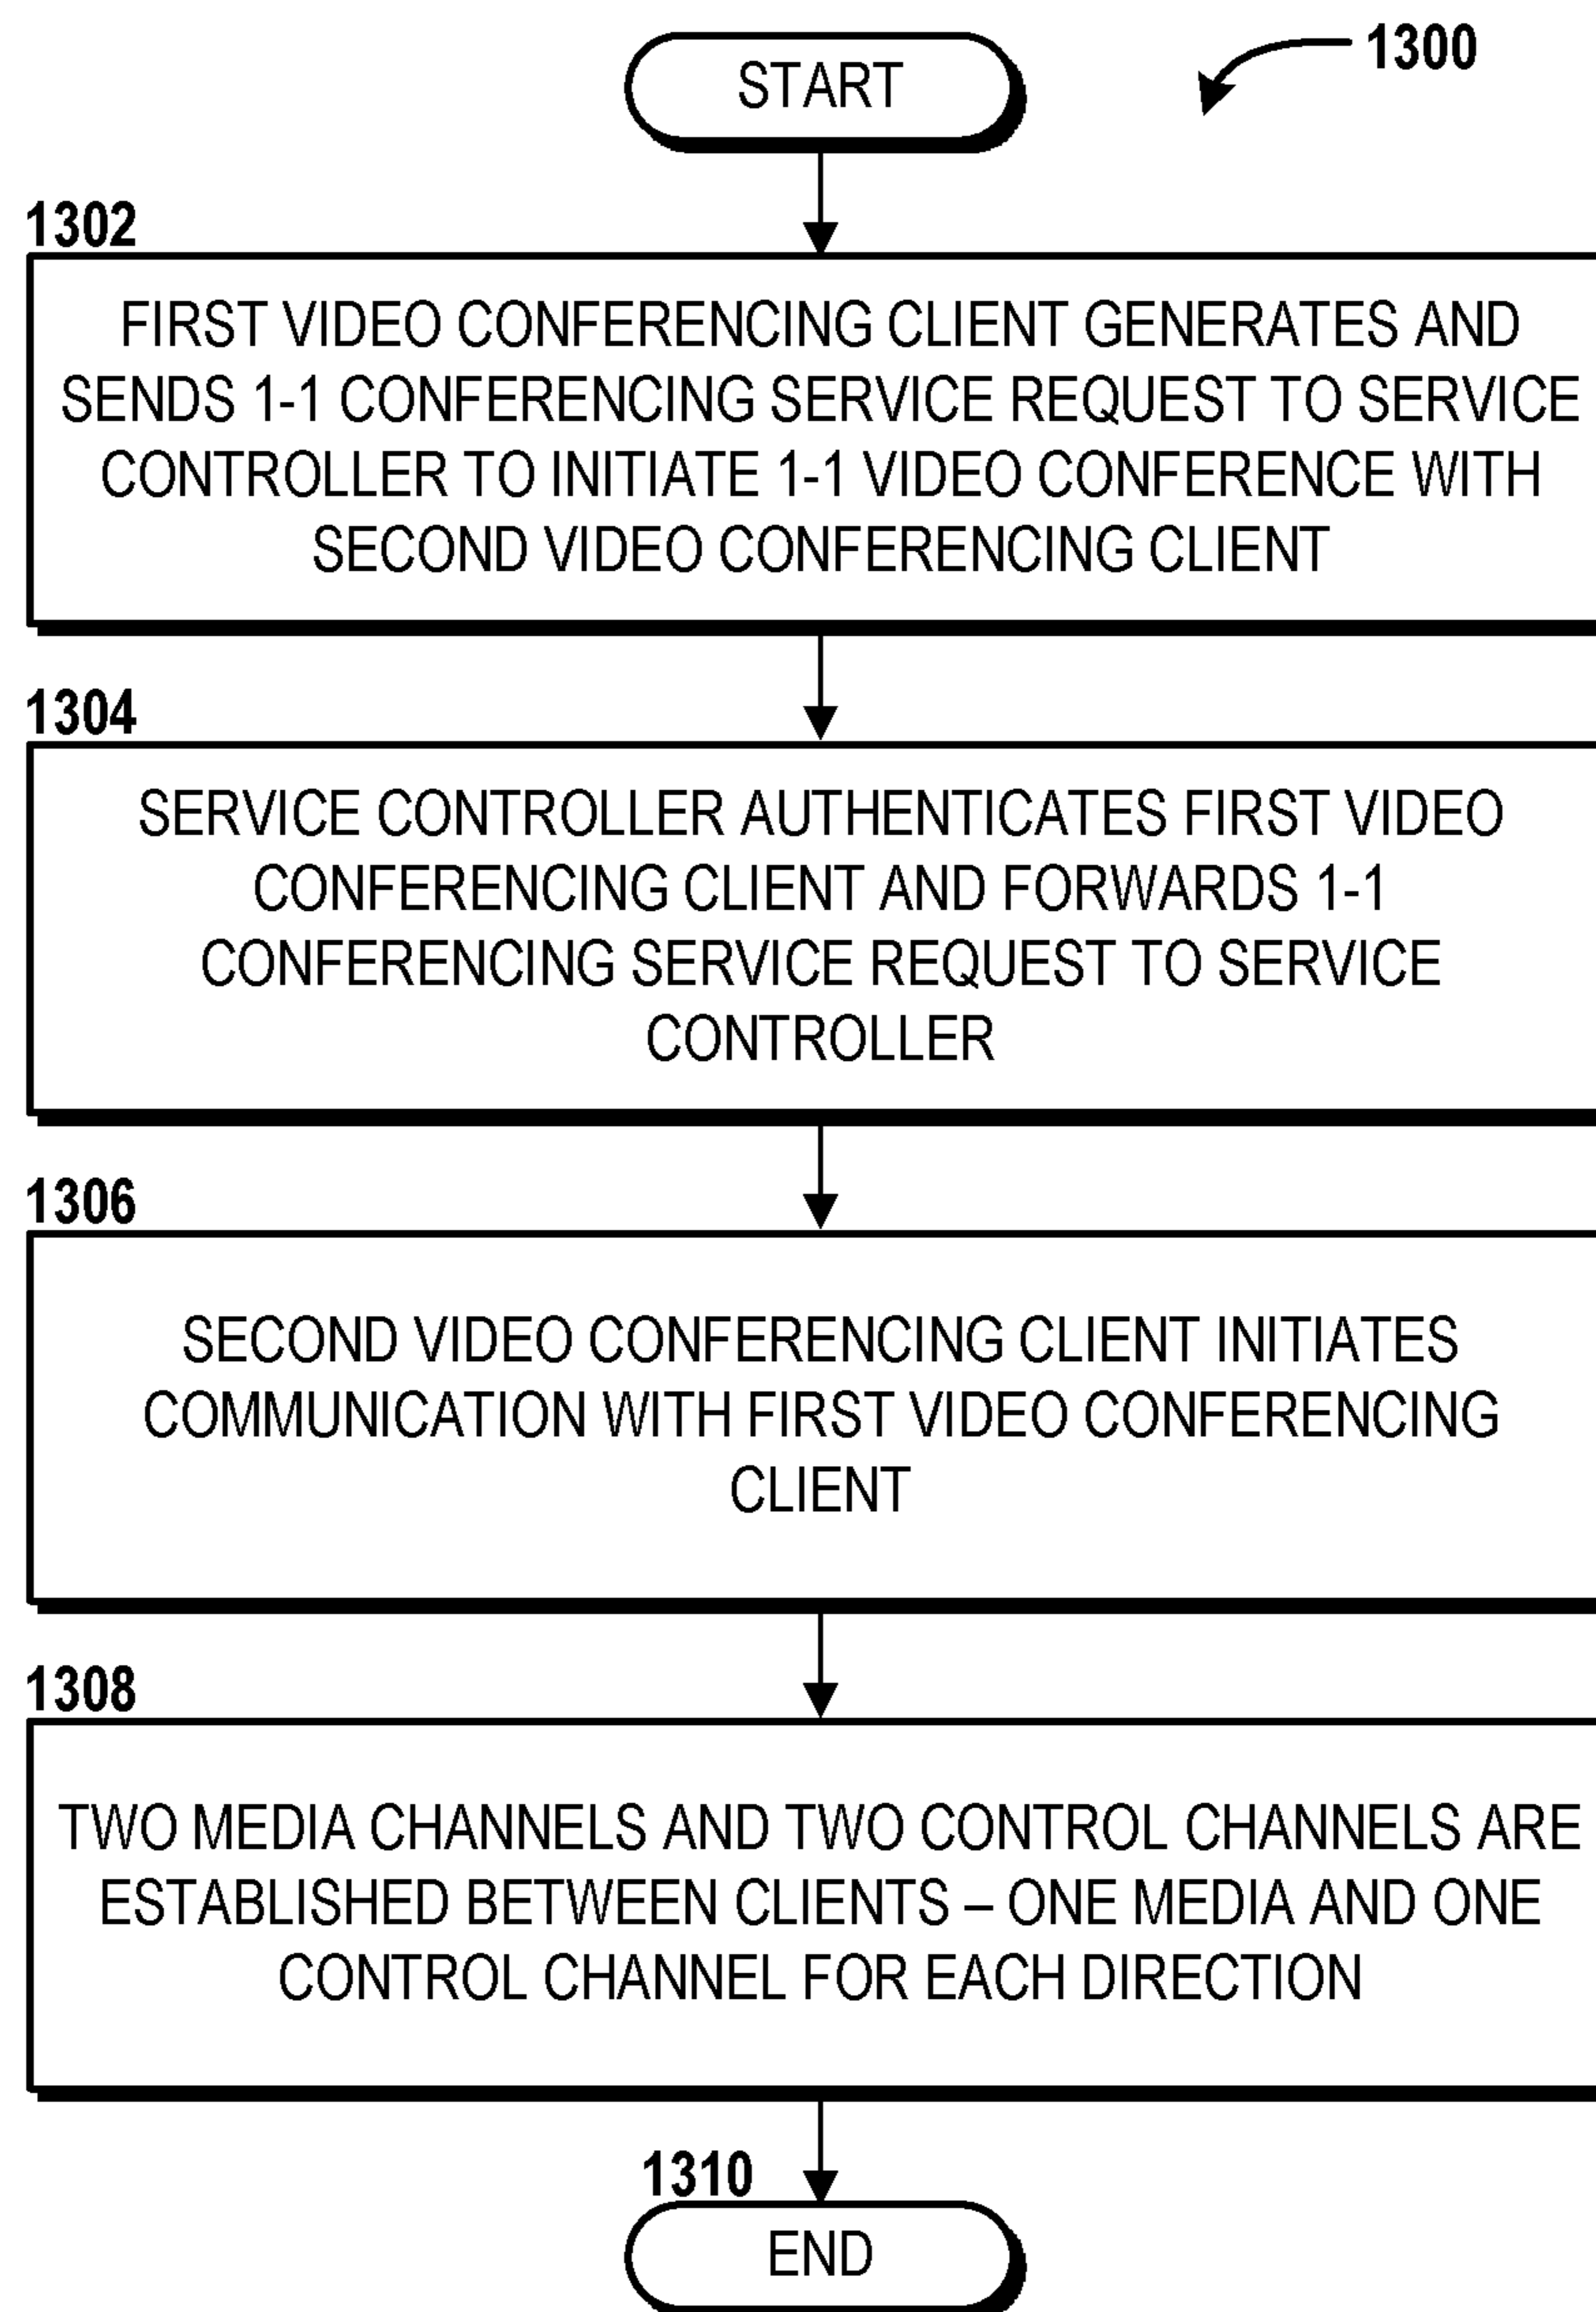 START
1300
1302
FIRST VIDEO CONFERENCING CLIENT GENERATES AND
SENDS 1-1 CONFERENCING SERVICE REQUEST TO SERVICE
CONTROLLER TO INITIATE 1-1 VIDEO CONFERENCE WITH
SECOND VIDEO CONFERENCING CLIENT
1304
SERVICE CONTROLLER AUTHENTICATES FIRST VIDEO
CONFERENCING CLIENT AND FORWARDS 1-1
CONFERENCING SERVICE REQUEST TO SERVICE
CONTROLLER
1306
SECOND VIDEO CONFERENCING CLIENT INITIATES
COMMUNICATION WITH FIRST VIDEO CONFERENCING
CLIENT
1308
TWO MEDIA CHANNELS AND TWO CONTROL CHANNELS ARE
ESTABLISHED BETWEEN CLIENTS – ONE MEDIA AND ONE
CONTROL CHANNEL FOR EACH DIRECTION
1310
END